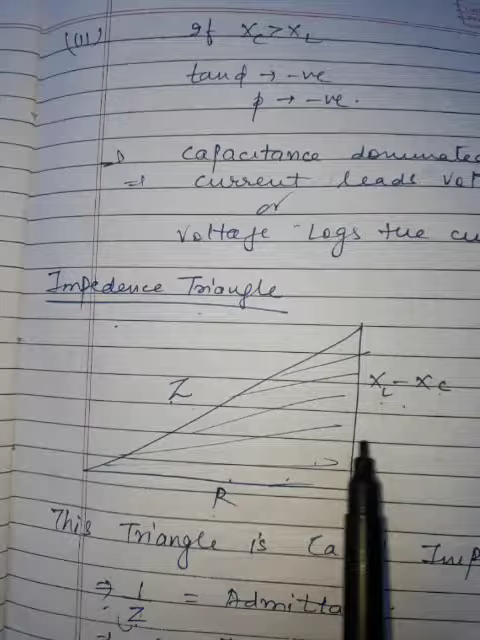 (II) If Xc > XL
tanφ → -ve
φ → -ve.
⇒ Capacitance dominated
⇒ current leads vol
or
Voltage Lags the cu
Impedence Triangle
Z
XL - Xc
R
This Triangle is Ca Imp
⇒ 1/Z = Admitta